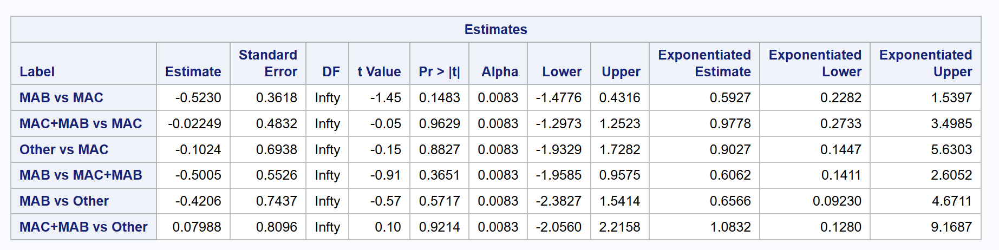 Estimates
Label Estimate Standard Error DF t Value Pr > |t| Alpha Lower Upper Exponentiated Estimate Exponentiated Lower Exponentiated Upper
MAB vs MAC -0.5230 0.3618 Infty -1.45 0.1483 0.0083 -1.4776 0.4316 0.5927 0.2282 1.5397
MAC+MAB vs MAC -0.02249 0.4832 Infty -0.05 0.9629 0.0083 -1.2973 1.2523 0.9778 0.2733 3.4985
Other vs MAC -0.1024 0.6938 Infty -0.15 0.8827 0.0083 -1.9329 1.7282 0.9027 0.1447 5.6303
MAB vs MAC+MAB -0.5005 0.5526 Infty -0.91 0.3651 0.0083 -1.9585 0.9575 0.6062 0.1411 2.6052
MAB vs Other -0.4206 0.7437 Infty -0.57 0.5717 0.0083 -2.3827 1.5414 0.6566 0.09230 4.6711
MAC+MAB vs Other 0.07988 0.8096 Infty 0.10 0.9214 0.0083 -2.0560 2.2158 1.0832 0.1280 9.1687